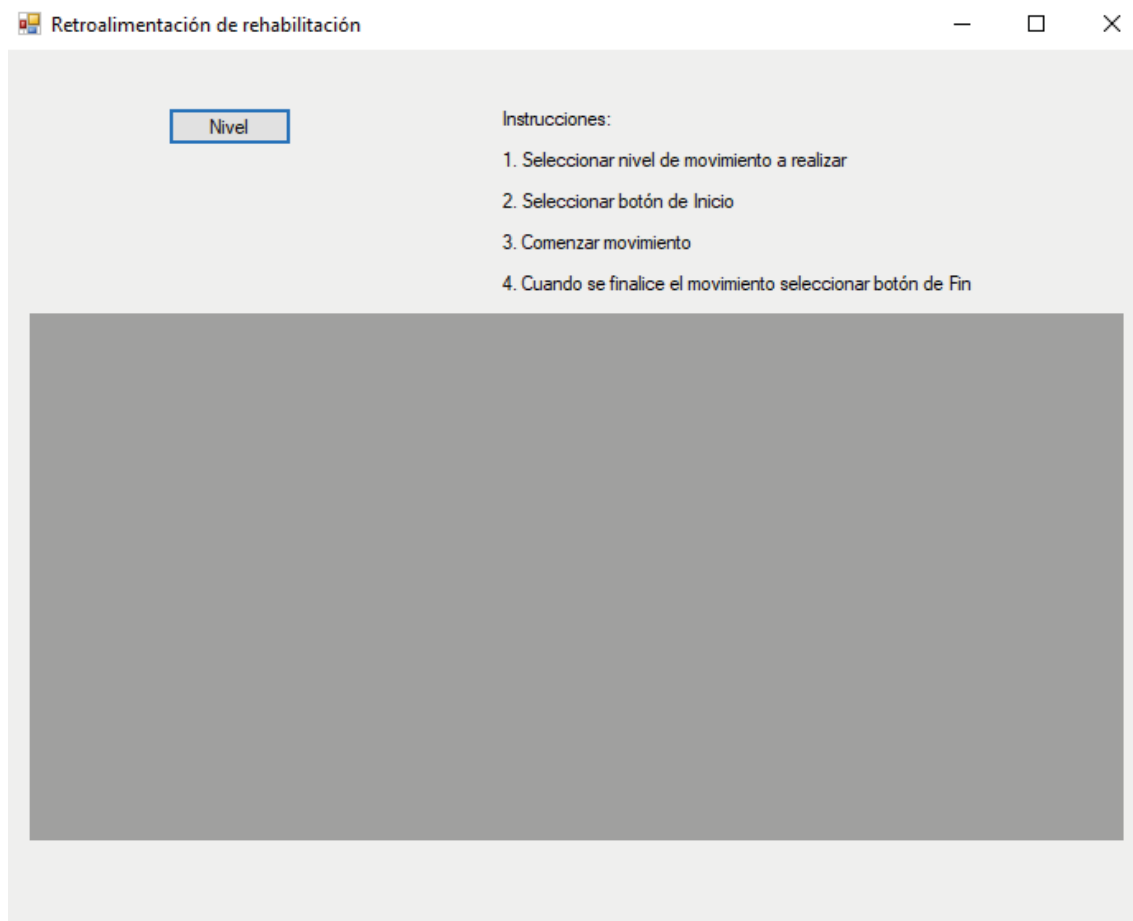 Retroalimentación de rehabilitación
Nivel
Instrucciones:
1. Seleccionar nivel de movimiento a realizar
2. Seleccionar botón de Inicio
3. Comenzar movimiento
4. Cuando se finalice el movimiento seleccionar botón de Fin